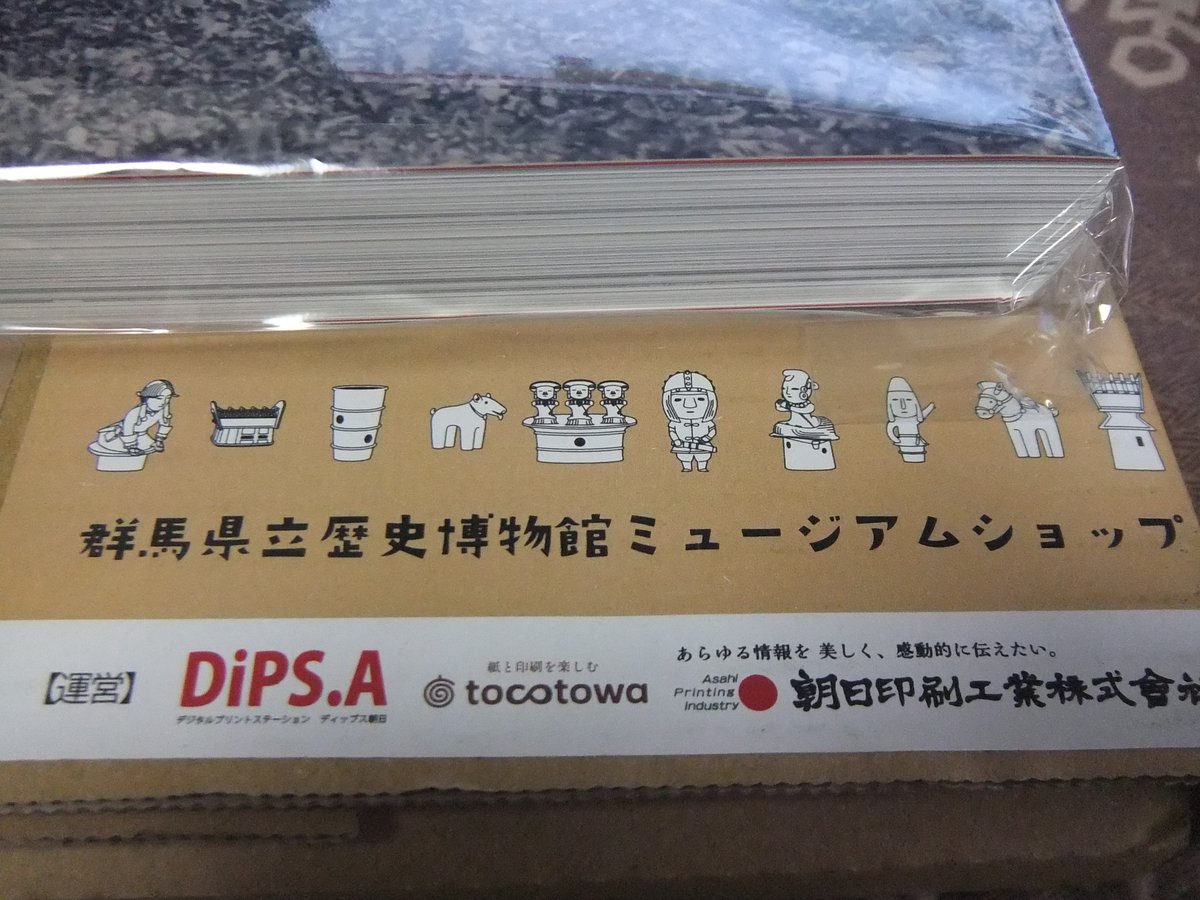 群馬県立歴史博物館ミュージアムショップ
【運営】
DiPS.A
デジタルプリントステーション ディップス朝日
紙と印刷を楽しむ
tocotowa
あらゆる情報を 美しく、感動的に伝えたい。
Asahi
Printing
Industry
朝日印刷工業株式會社